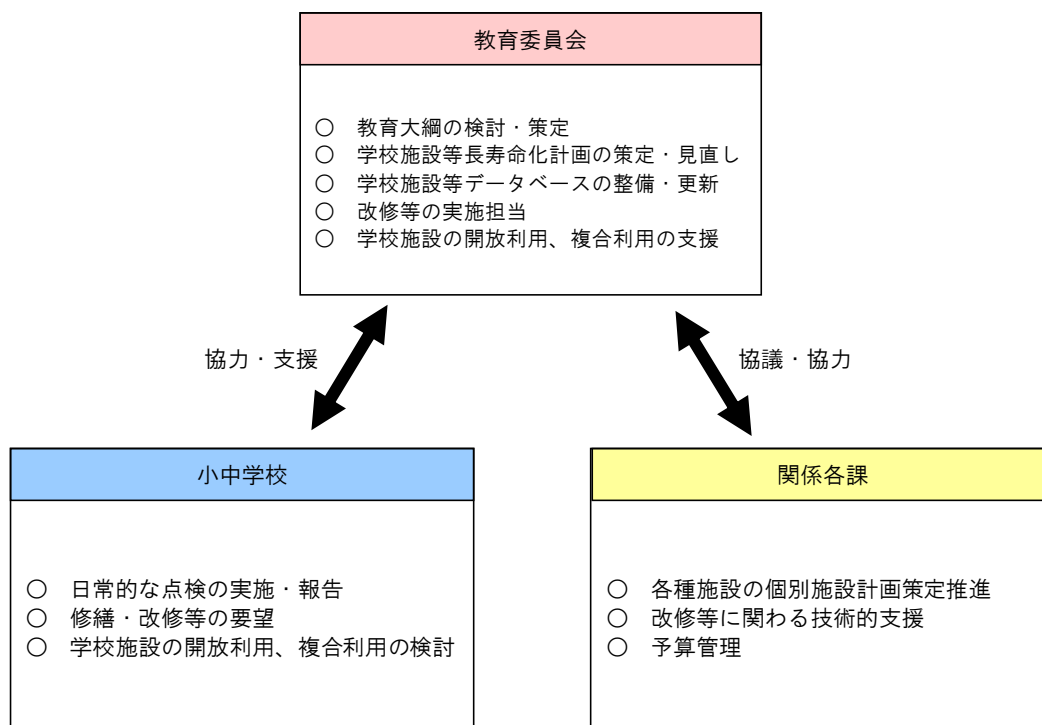 教育委員会
○　教育大綱の検討・策定
○　学校施設等長寿命化計画の策定・見直し
○　学校施設等データベースの整備・更新
○　改修等の実施担当
○　学校施設の開放利用、複合利用の支援
協力・支援
協議・協力
小中学校
○　日常的な点検の実施・報告
○　修繕・改修等の要望
○　学校施設の開放利用、複合利用の検討
関係各課
○　各種施設の個別施設計画策定推進
○　改修等に関わる技術的支援
○　予算管理